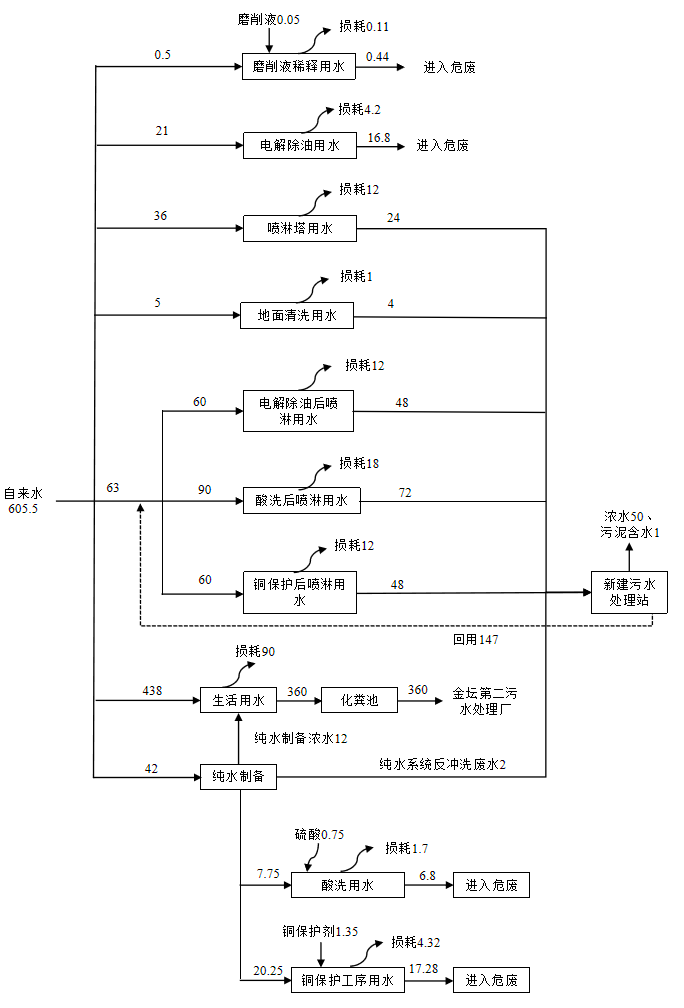 磨削液0.05
损耗0.11
0.5
磨削液稀释用水
0.44
进入危废
损耗4.2
21
电解除油用水
16.8
进入危废
损耗12
36
喷淋塔用水
24
损耗1
5
地面清洗用水
4
损耗12
60
电解除油后喷
淋用水
48
自来水
605.5
63
损耗18
90
酸洗后喷淋用水
72
浓水50、
污泥含水1
损耗12
60
铜保护后喷淋用
水
48
新建污水
处理站
回用147
损耗90
438
生活用水
360
化粪池
360
金坛第二污
水处理厂
纯水制备浓水12
42
纯水制备
纯水系统反冲洗废水2
硫酸0.75
损耗1.7
7.75
酸洗用水
6.8
进入危废
铜保护剂1.35
损耗4.32
20.25
铜保护工序用水
17.28
进入危废